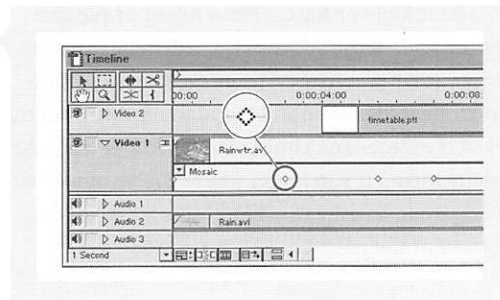 Timeline
00:00 0:00:04:00 0:00:08:
Video 2 timetable.ptl
Video 1 Rainwtr.av
Mosaic
Audio 1
Audio 2 Rain.avi
Audio 3
1 Second